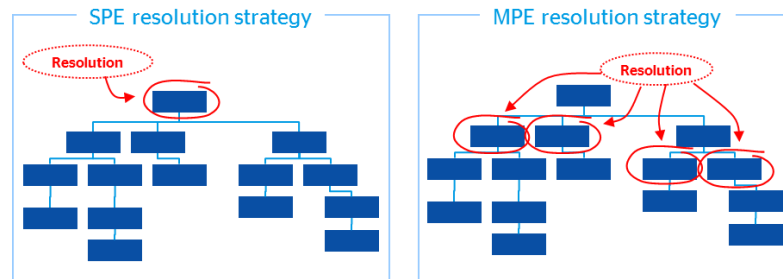 SPE resolution strategy
Resolution
MPE resolution strategy
Resolution